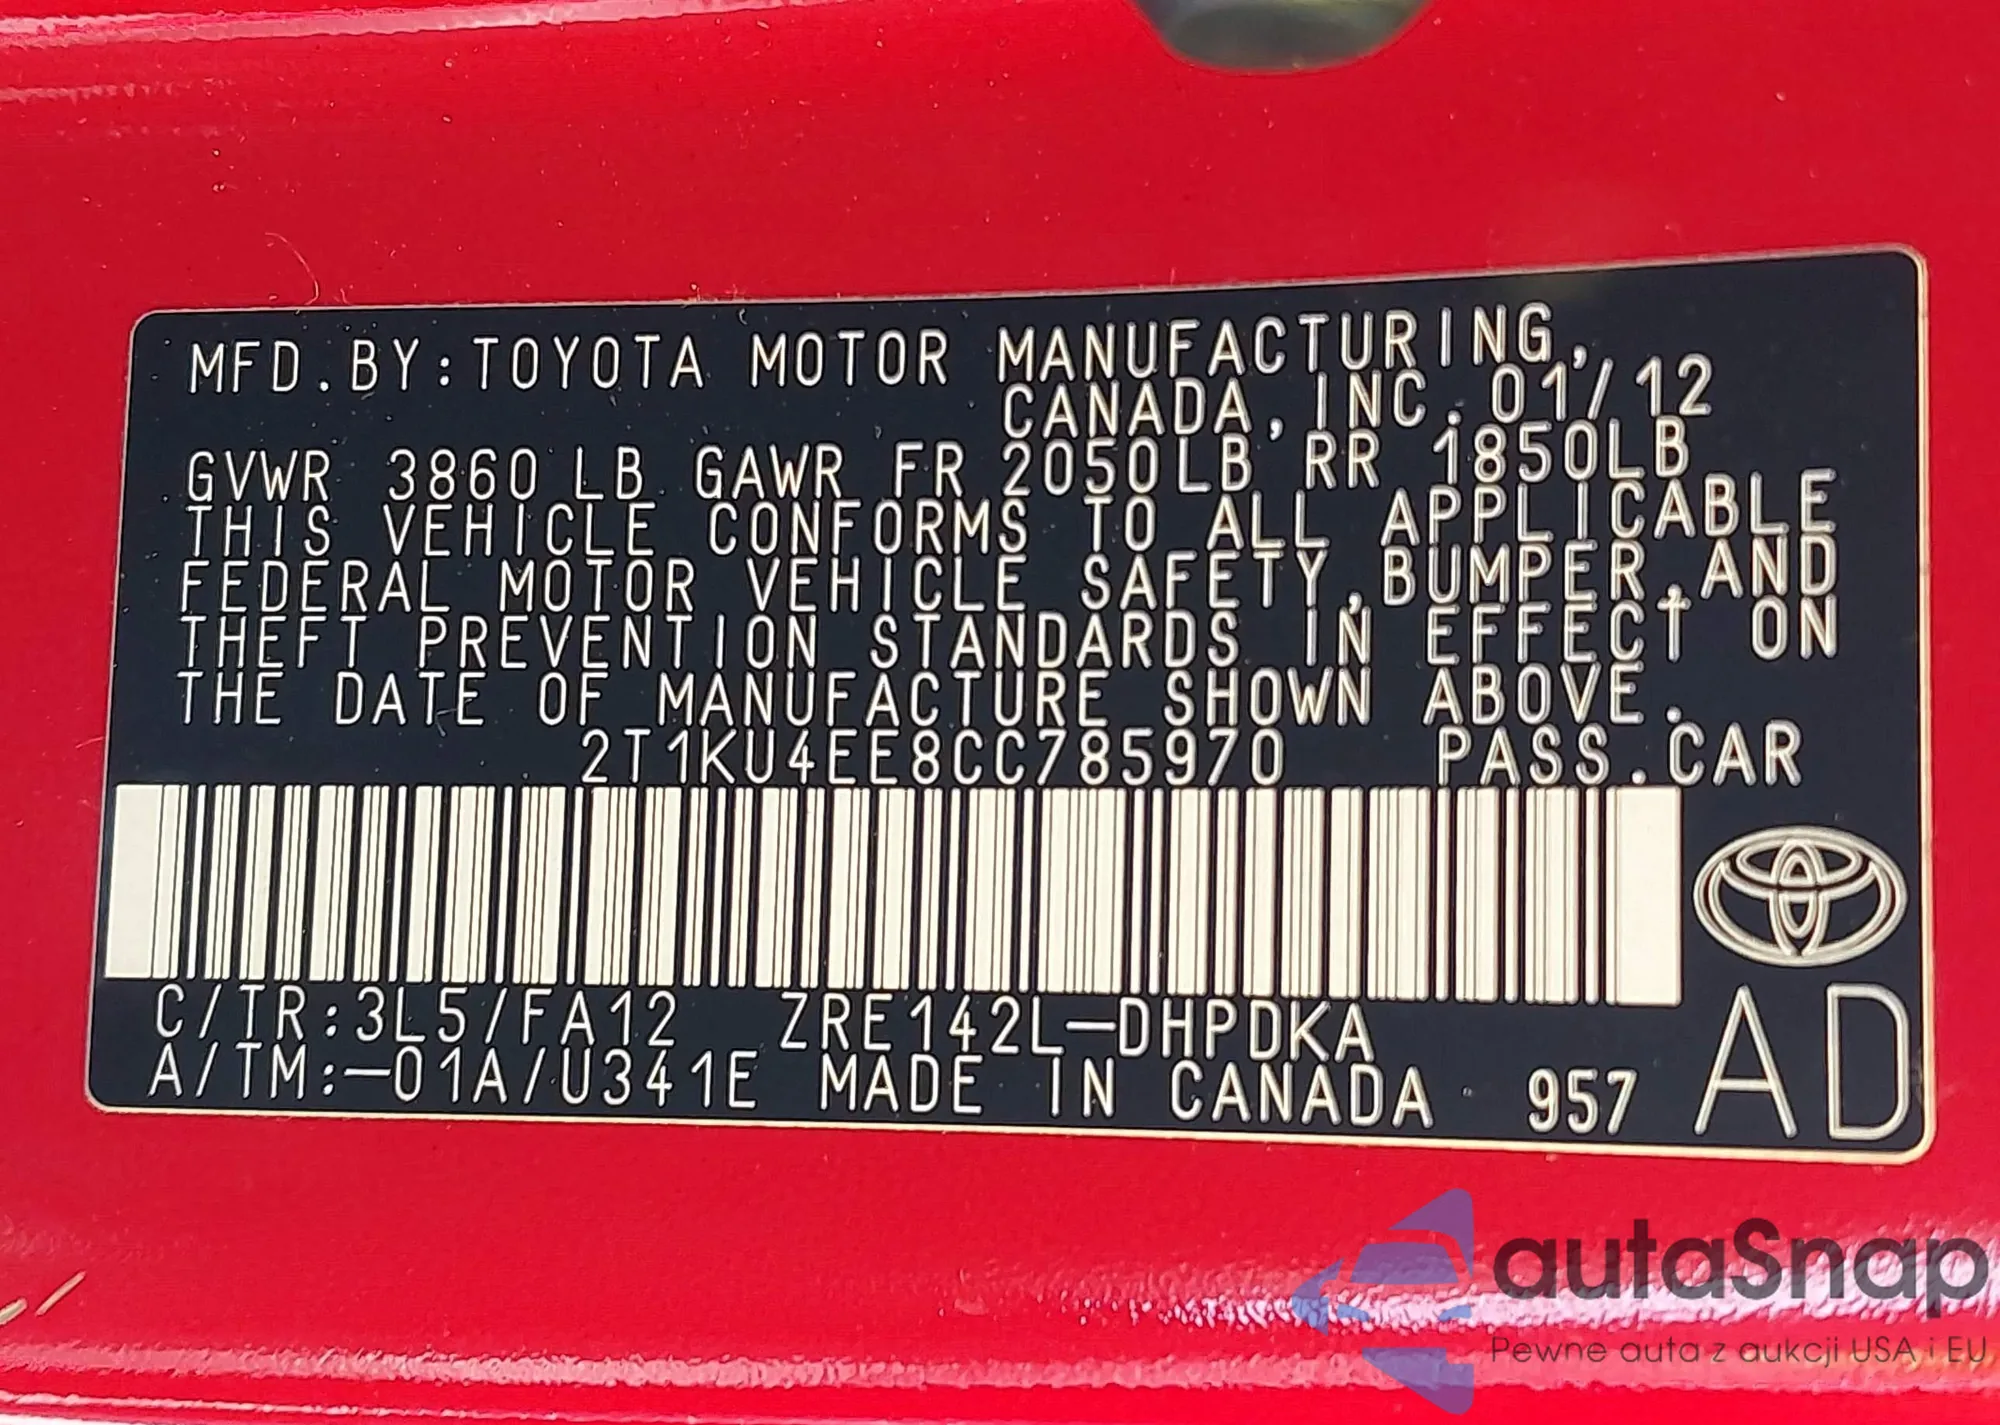 MFD.BY:TOYOTA MOTOR MANUFACTURING,
CANADA,INC.01/12
GVWR 3860LB GAWR FR 2050LB RR 1850LB
THIS VEHICLE CONFORMS TO ALL APPLICABLE
FEDERAL MOTOR VEHICLE SAFETY,BUMPER,AND
THEFT PREVENTION STANDARDS IN EFFECT ON
THE DATE OF MANUFACTURE SHOWN ABOVE.
2T1KU4EE8CC785970 PASS.CAR
C/TR:3L5/FA12 ZRE142L-DHPDKA
A/TM:-01A/U341E MADE IN CANADA 957 AD
autaSnap
Pewne auta z aukcji USA i EU